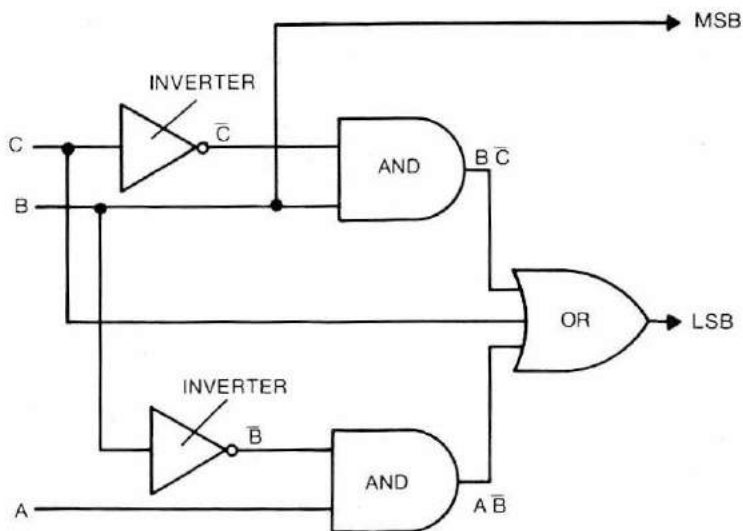 MSB
INVERTER
C̅
C
AND
B C̅
B
OR
LSB
INVERTER
B̅
AND
A B̅
A